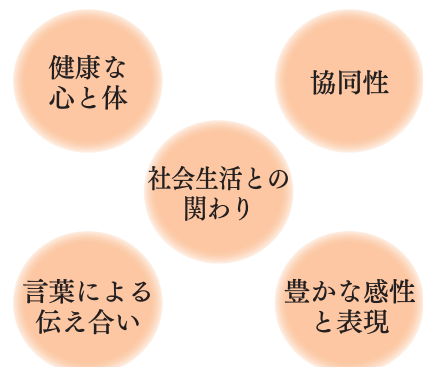 健康な
心と体
協同性
社会生活との
関わり
言葉による
伝え合い
豊かな感性
と表現